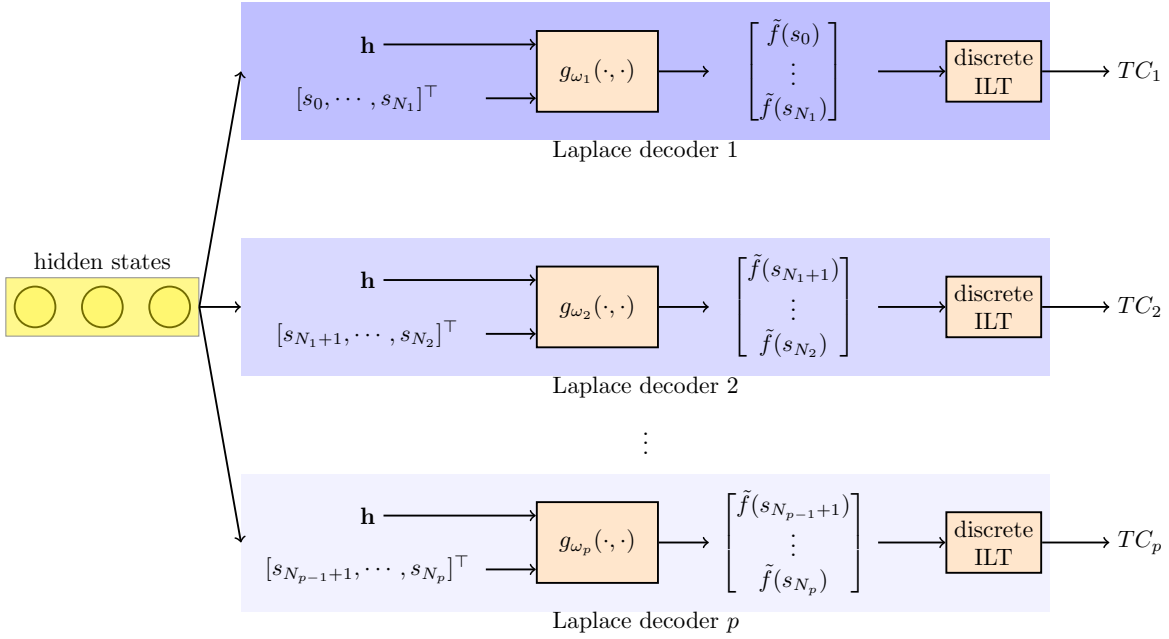 h
[s_0, ⋯ , s_{N_1}]^⊤
g_{ω_1}(·, ·)
f̃(s_0)
⋮
f̃(s_{N_1})
discrete
ILT
TC_1
Laplace decoder 1
hidden states
h
[s_{N_1+1}, ⋯ , s_{N_2}]^⊤
g_{ω_2}(·, ·)
f̃(s_{N_1+1})
⋮
f̃(s_{N_2})
discrete
ILT
TC_2
Laplace decoder 2
⋮
h
[s_{N_{p−1}+1}, ⋯ , s_{N_p}]^⊤
g_{ω_p}(·, ·)
f̃(s_{N_{p−1}+1})
⋮
f̃(s_{N_p})
discrete
ILT
TC_p
Laplace decoder p